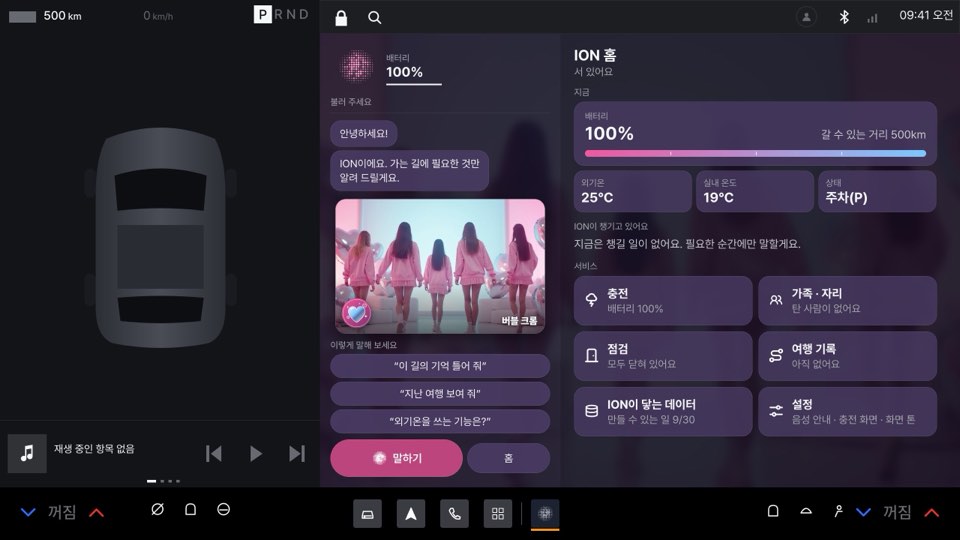 500 km
0 km/h
P R N D
09:41 오전
배터리
100%
불러 주세요
안녕하세요!
ION이에요. 가는 길에 필요한 것만
알려 드릴게요.
버블 크롬
이렇게 말해 보세요
“이 길의 기억 틀어 줘”
“지난 여행 보여 줘”
“외기온을 쓰는 기능은?”
말하기
홈
ION 홈
서 있어요
지금
배터리
100%
갈 수 있는 거리 500km
외기온
25°C
실내 온도
19°C
상태
주차(P)
ION이 챙기고 있어요
지금은 챙길 일이 없어요. 필요한 순간에만 말할게요.
서비스
충전
배터리 100%
가족 · 자리
탄 사람이 없어요
점검
모두 닫혀 있어요
여행 기록
아직 없어요
ION이 닿는 데이터
만들 수 있는 일 9/30
설정
음성 안내 · 충전 화면 · 화면 톤
재생 중인 항목 없음
꺼짐
꺼짐